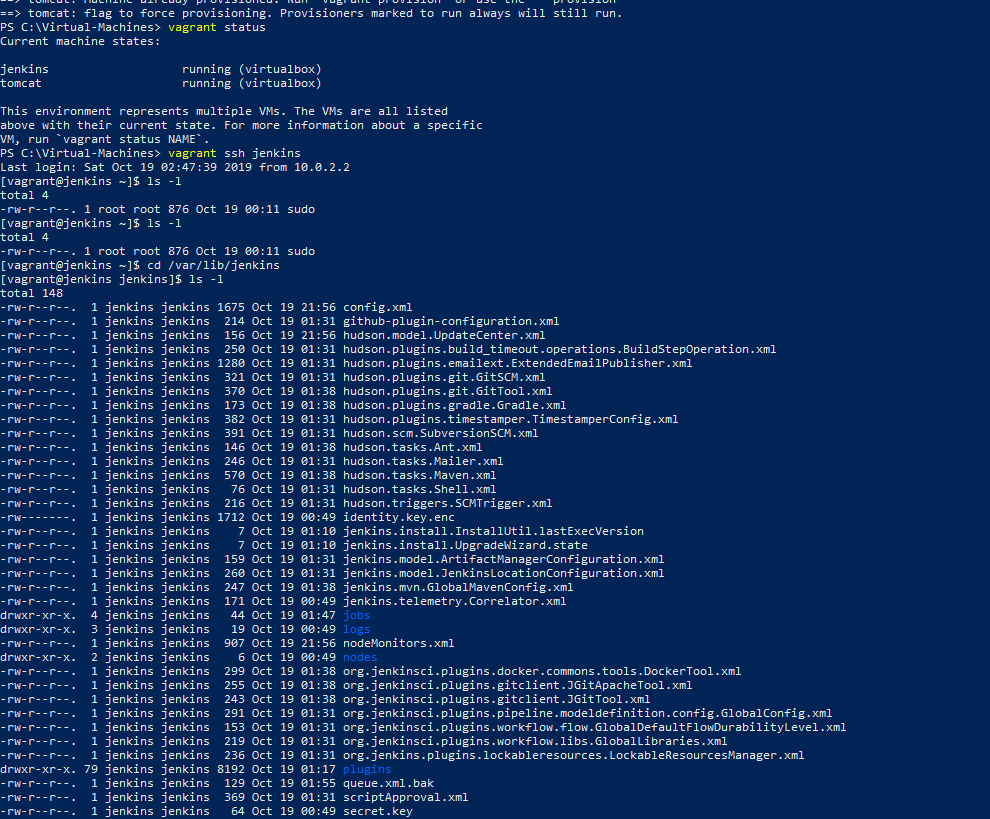 ==> tomcat: Machine already provisioned. Run `vagrant provision` or use the `--provision`
==> tomcat: flag to force provisioning. Provisioners marked to run always will still run.
PS C:\Virtual-Machines> vagrant status
Current machine states:
jenkins                   running (virtualbox)
tomcat                    running (virtualbox)
This environment represents multiple VMs. The VMs are all listed
above with their current state. For more information about a specific
VM, run `vagrant status NAME`.
PS C:\Virtual-Machines> vagrant ssh jenkins
Last login: Sat Oct 19 02:47:39 2019 from 10.0.2.2
[vagrant@jenkins ~]$ ls -l
total 4
-rw-r--r--. 1 root root 876 Oct 19 00:11 sudo
[vagrant@jenkins ~]$ ls -l
total 4
-rw-r--r--. 1 root root 876 Oct 19 00:11 sudo
[vagrant@jenkins ~]$ cd /var/lib/jenkins
[vagrant@jenkins jenkins]$ ls -l
total 148
-rw-r--r--.  1 jenkins jenkins 1675 Oct 19 21:56 config.xml
-rw-r--r--.  1 jenkins jenkins  214 Oct 19 01:31 github-plugin-configuration.xml
-rw-r--r--.  1 jenkins jenkins  156 Oct 19 21:56 hudson.model.UpdateCenter.xml
-rw-r--r--.  1 jenkins jenkins  250 Oct 19 01:31 hudson.plugins.build_timeout.operations.BuildStepOperation.xml
-rw-r--r--.  1 jenkins jenkins 1280 Oct 19 01:31 hudson.plugins.emailext.ExtendedEmailPublisher.xml
-rw-r--r--.  1 jenkins jenkins  321 Oct 19 01:31 hudson.plugins.git.GitSCM.xml
-rw-r--r--.  1 jenkins jenkins  370 Oct 19 01:38 hudson.plugins.git.GitTool.xml
-rw-r--r--.  1 jenkins jenkins  173 Oct 19 01:38 hudson.plugins.gradle.Gradle.xml
-rw-r--r--.  1 jenkins jenkins  382 Oct 19 01:31 hudson.plugins.timestamper.TimestamperConfig.xml
-rw-r--r--.  1 jenkins jenkins  391 Oct 19 01:31 hudson.scm.SubversionSCM.xml
-rw-r--r--.  1 jenkins jenkins  146 Oct 19 01:38 hudson.tasks.Ant.xml
-rw-r--r--.  1 jenkins jenkins  246 Oct 19 01:31 hudson.tasks.Mailer.xml
-rw-r--r--.  1 jenkins jenkins  570 Oct 19 01:38 hudson.tasks.Maven.xml
-rw-r--r--.  1 jenkins jenkins   76 Oct 19 01:31 hudson.tasks.Shell.xml
-rw-r--r--.  1 jenkins jenkins  216 Oct 19 01:31 hudson.triggers.SCMTrigger.xml
-rw-------.  1 jenkins jenkins 1712 Oct 19 00:49 identity.key.enc
-rw-r--r--.  1 jenkins jenkins    7 Oct 19 01:10 jenkins.install.InstallUtil.lastExecVersion
-rw-r--r--.  1 jenkins jenkins    7 Oct 19 01:10 jenkins.install.UpgradeWizard.state
-rw-r--r--.  1 jenkins jenkins  159 Oct 19 01:31 jenkins.model.ArtifactManagerConfiguration.xml
-rw-r--r--.  1 jenkins jenkins  260 Oct 19 01:31 jenkins.model.JenkinsLocationConfiguration.xml
-rw-r--r--.  1 jenkins jenkins  247 Oct 19 01:38 jenkins.mvn.GlobalMavenConfig.xml
-rw-r--r--.  1 jenkins jenkins  171 Oct 19 00:49 jenkins.telemetry.Correlator.xml
drwxr-xr-x.  4 jenkins jenkins   44 Oct 19 01:47 jobs
drwxr-xr-x.  3 jenkins jenkins   19 Oct 19 00:49 logs
-rw-r--r--.  1 jenkins jenkins  907 Oct 19 21:56 nodeMonitors.xml
drwxr-xr-x.  2 jenkins jenkins    6 Oct 19 00:49 nodes
-rw-r--r--.  1 jenkins jenkins  299 Oct 19 01:38 org.jenkinsci.plugins.docker.commons.tools.DockerTool.xml
-rw-r--r--.  1 jenkins jenkins  255 Oct 19 01:38 org.jenkinsci.plugins.gitclient.JGitApacheTool.xml
-rw-r--r--.  1 jenkins jenkins  243 Oct 19 01:38 org.jenkinsci.plugins.gitclient.JGitTool.xml
-rw-r--r--.  1 jenkins jenkins  291 Oct 19 01:31 org.jenkinsci.plugins.pipeline.modeldefinition.config.GlobalConfig.xml
-rw-r--r--.  1 jenkins jenkins  153 Oct 19 01:31 org.jenkinsci.plugins.workflow.flow.GlobalDefaultFlowDurabilityLevel.xml
-rw-r--r--.  1 jenkins jenkins  219 Oct 19 01:31 org.jenkinsci.plugins.workflow.libs.GlobalLibraries.xml
-rw-r--r--.  1 jenkins jenkins  236 Oct 19 01:31 org.jenkins.plugins.lockableresources.LockableResourcesManager.xml
drwxr-xr-x. 79 jenkins jenkins 8192 Oct 19 01:17 plugins
-rw-r--r--.  1 jenkins jenkins  129 Oct 19 01:55 queue.xml.bak
-rw-r--r--.  1 jenkins jenkins  369 Oct 19 01:31 scriptApproval.xml
-rw-r--r--.  1 jenkins jenkins   64 Oct 19 00:49 secret.key